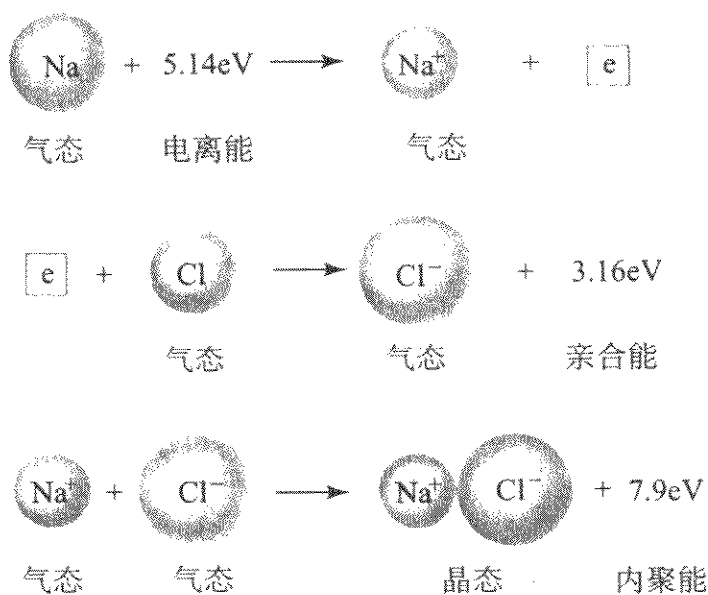 Na + 5.14eV ⟶ Na⁺ + e
气态 电离能 气态
e + Cl ⟶ Cl⁻ + 3.16eV
气态 气态 亲合能
Na⁺ + Cl⁻ ⟶ Na⁺ Cl⁻ + 7.9eV
气态 气态 晶态 内聚能